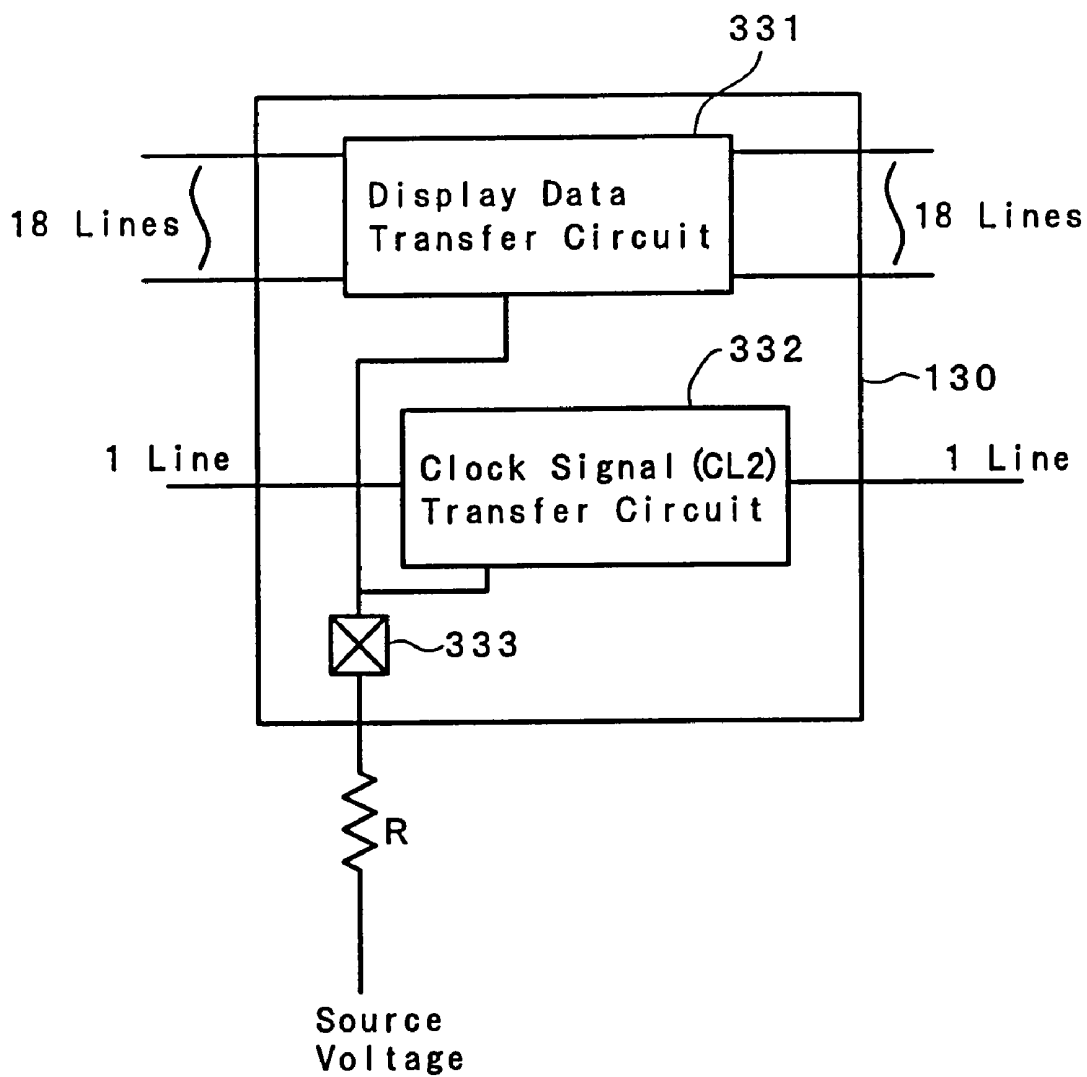 331
Display Data
Transfer Circuit
18 Lines
18 Lines
332
130
1 Line
Clock Signal (CL2)
Transfer Circuit
1 Line
333
R
Source
Voltage